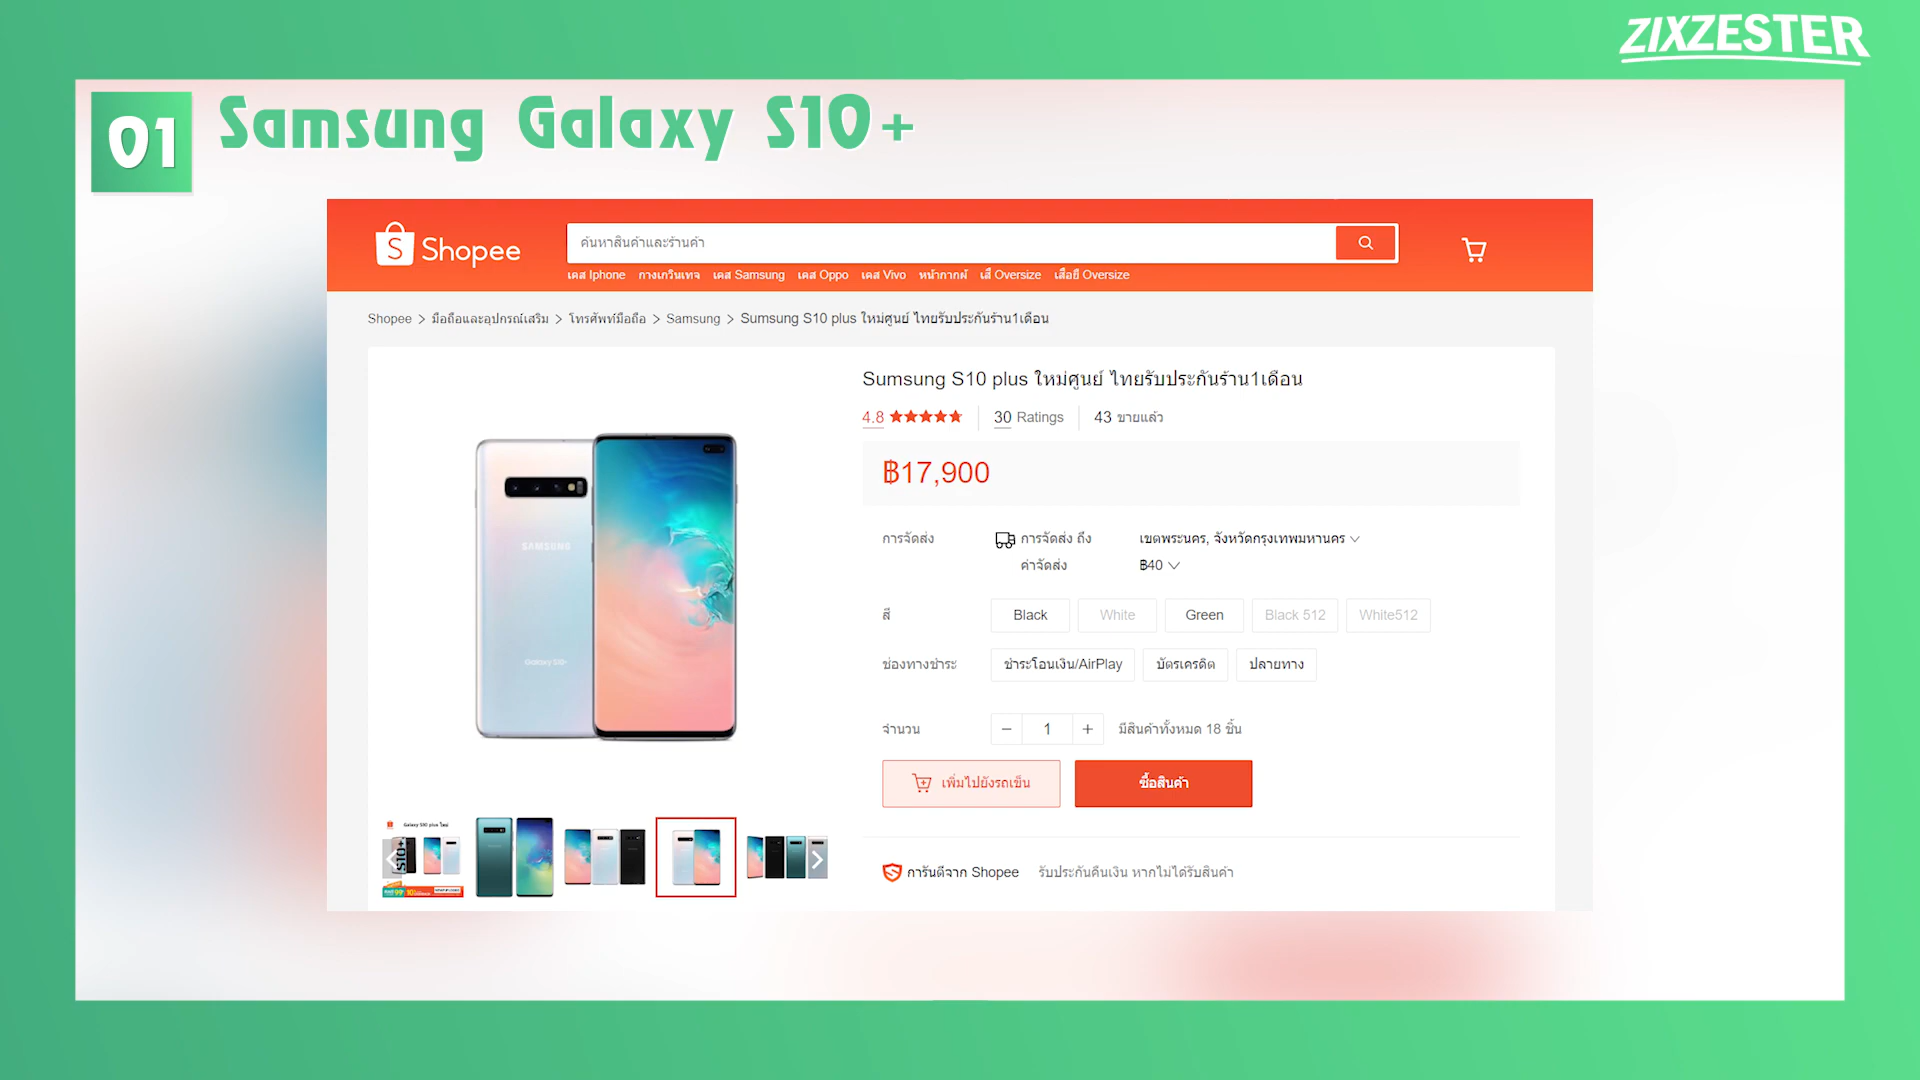 ZIXZESTER
01 Samsung Galaxy S10+
Shopee
ค้นหาสินค้าและร้านค้า
เคส Iphone กางเกวินเทจ เคส Samsung เคส Oppo เคส Vivo หน้ากากผ้ เสื้ Oversize เสื้อยื Oversize
Shopee > มือถือและอุปกรณ์เสริม > โทรศัพท์มือถือ > Samsung > Sumsung S10 plus ใหม่ศูนย์ ไทยรับประกันร้าน1เดือน
Sumsung S10 plus ใหม่ศูนย์ ไทยรับประกันร้าน1เดือน
4.8 30 Ratings 43 ขายแล้ว
฿17,900
การจัดส่ง การจัดส่ง ถึง เขตพระนคร, จังหวัดกรุงเทพมหานคร
ค่าจัดส่ง ฿40
สี Black White Green Black 512 White512
ช่องทางชำระ ชำระโอนเงิน/AirPlay บัตรเครดิต ปลายทาง
จำนวน − 1 + มีสินค้าทั้งหมด 18 ชิ้น
เพิ่มไปยังรถเข็น ซื้อสินค้า
การันตีจาก Shopee รับประกันคืนเงิน หากไม่ได้รับสินค้า
SAMSUNG
Galaxy S10+
Galaxy S10 plus ใหม่
S10+